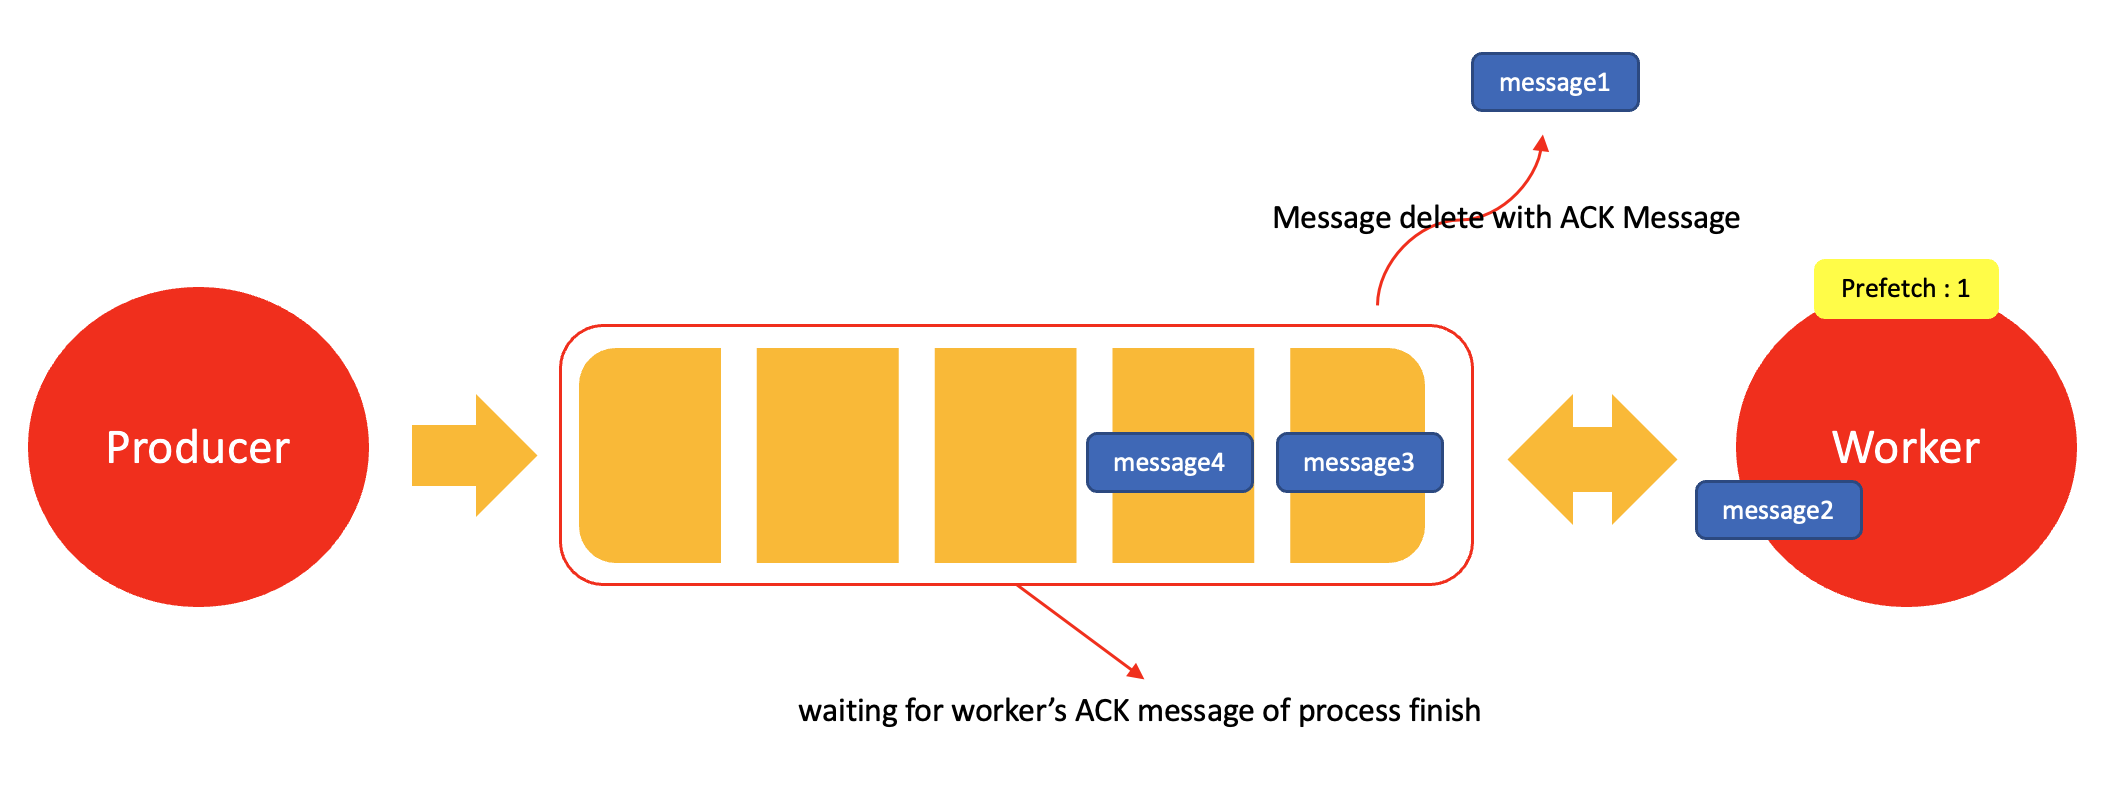 message1
Message delete with ACK Message
Prefetch : 1
Producer
message4
message3
Worker
message2
waiting for worker’s ACK message of process finish